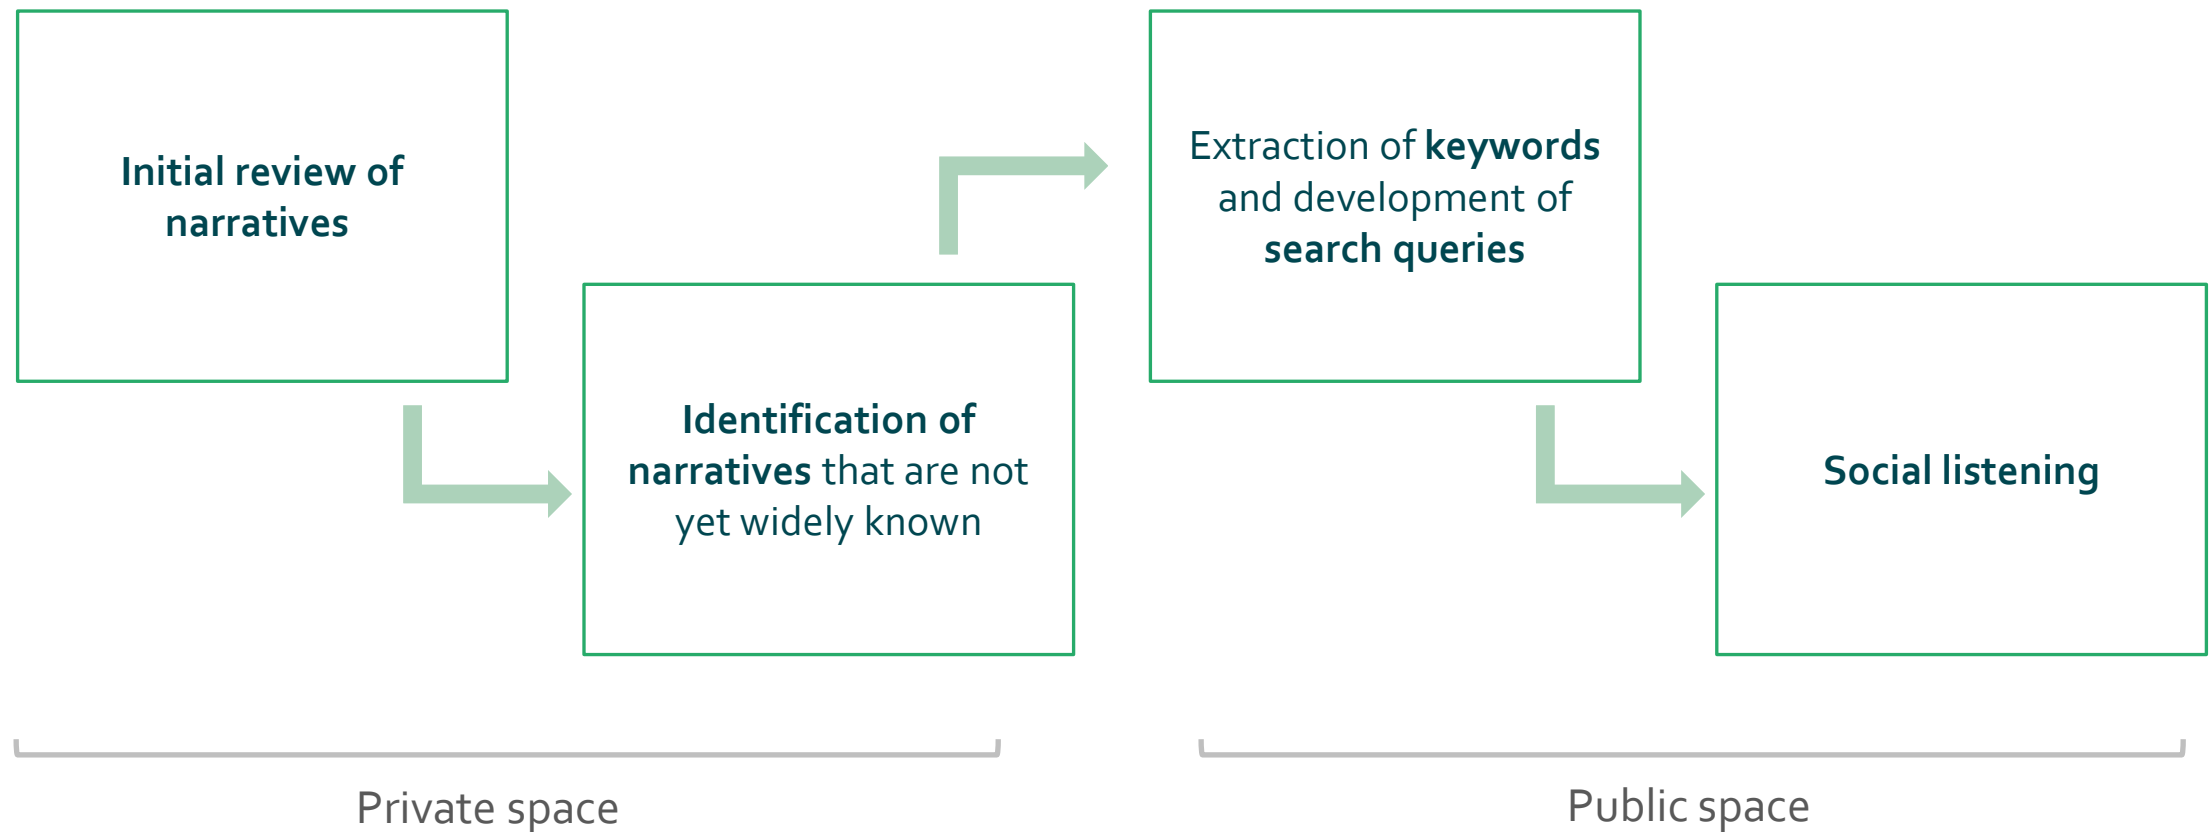 Initial review of
narratives
Identification of
narratives that are not
yet widely known
Extraction of keywords
and development of
search queries
Social listening
Private space
Public space